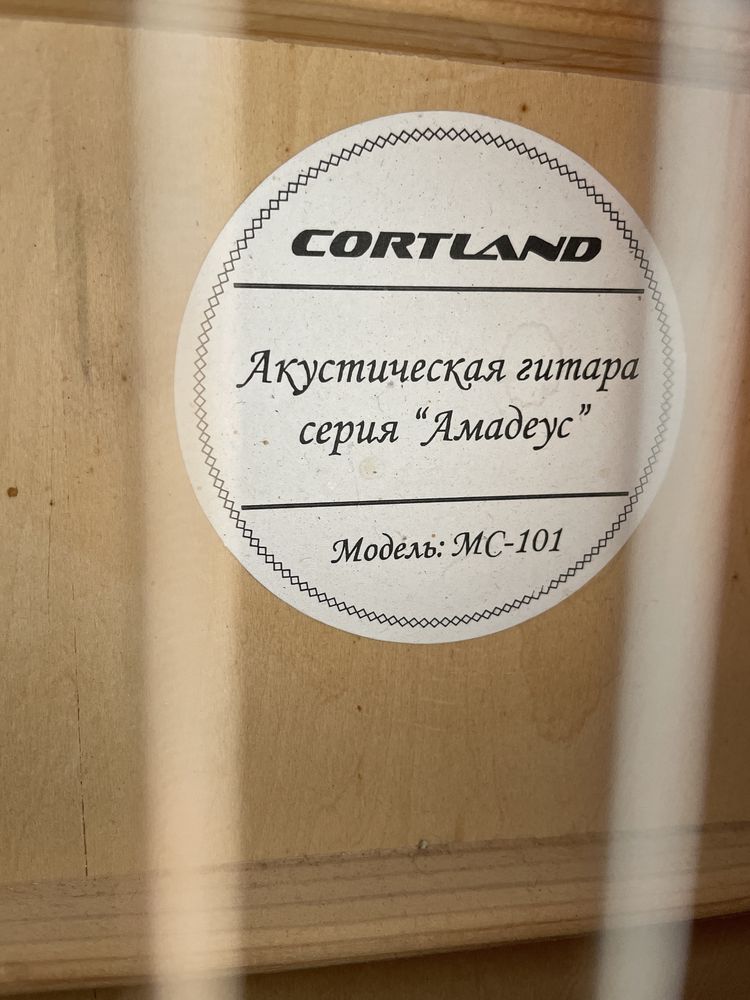 CORTLAND
Акустическая гитара
серия “Амадеус”
Модель: МС-101